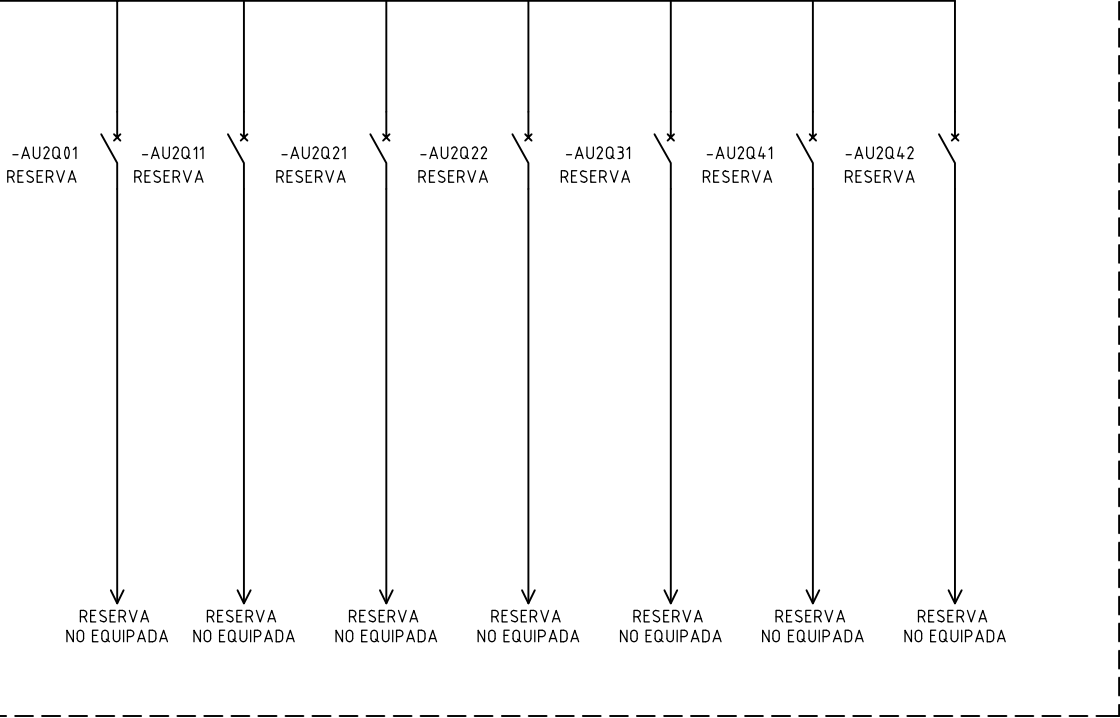 -AU2Q01
RESERVA
-AU2Q11
RESERVA
-AU2Q21
RESERVA
-AU2Q22
RESERVA
-AU2Q31
RESERVA
-AU2Q41
RESERVA
-AU2Q42
RESERVA
RESERVA
NO EQUIPADA
RESERVA
NO EQUIPADA
RESERVA
NO EQUIPADA
RESERVA
NO EQUIPADA
RESERVA
NO EQUIPADA
RESERVA
NO EQUIPADA
RESERVA
NO EQUIPADA